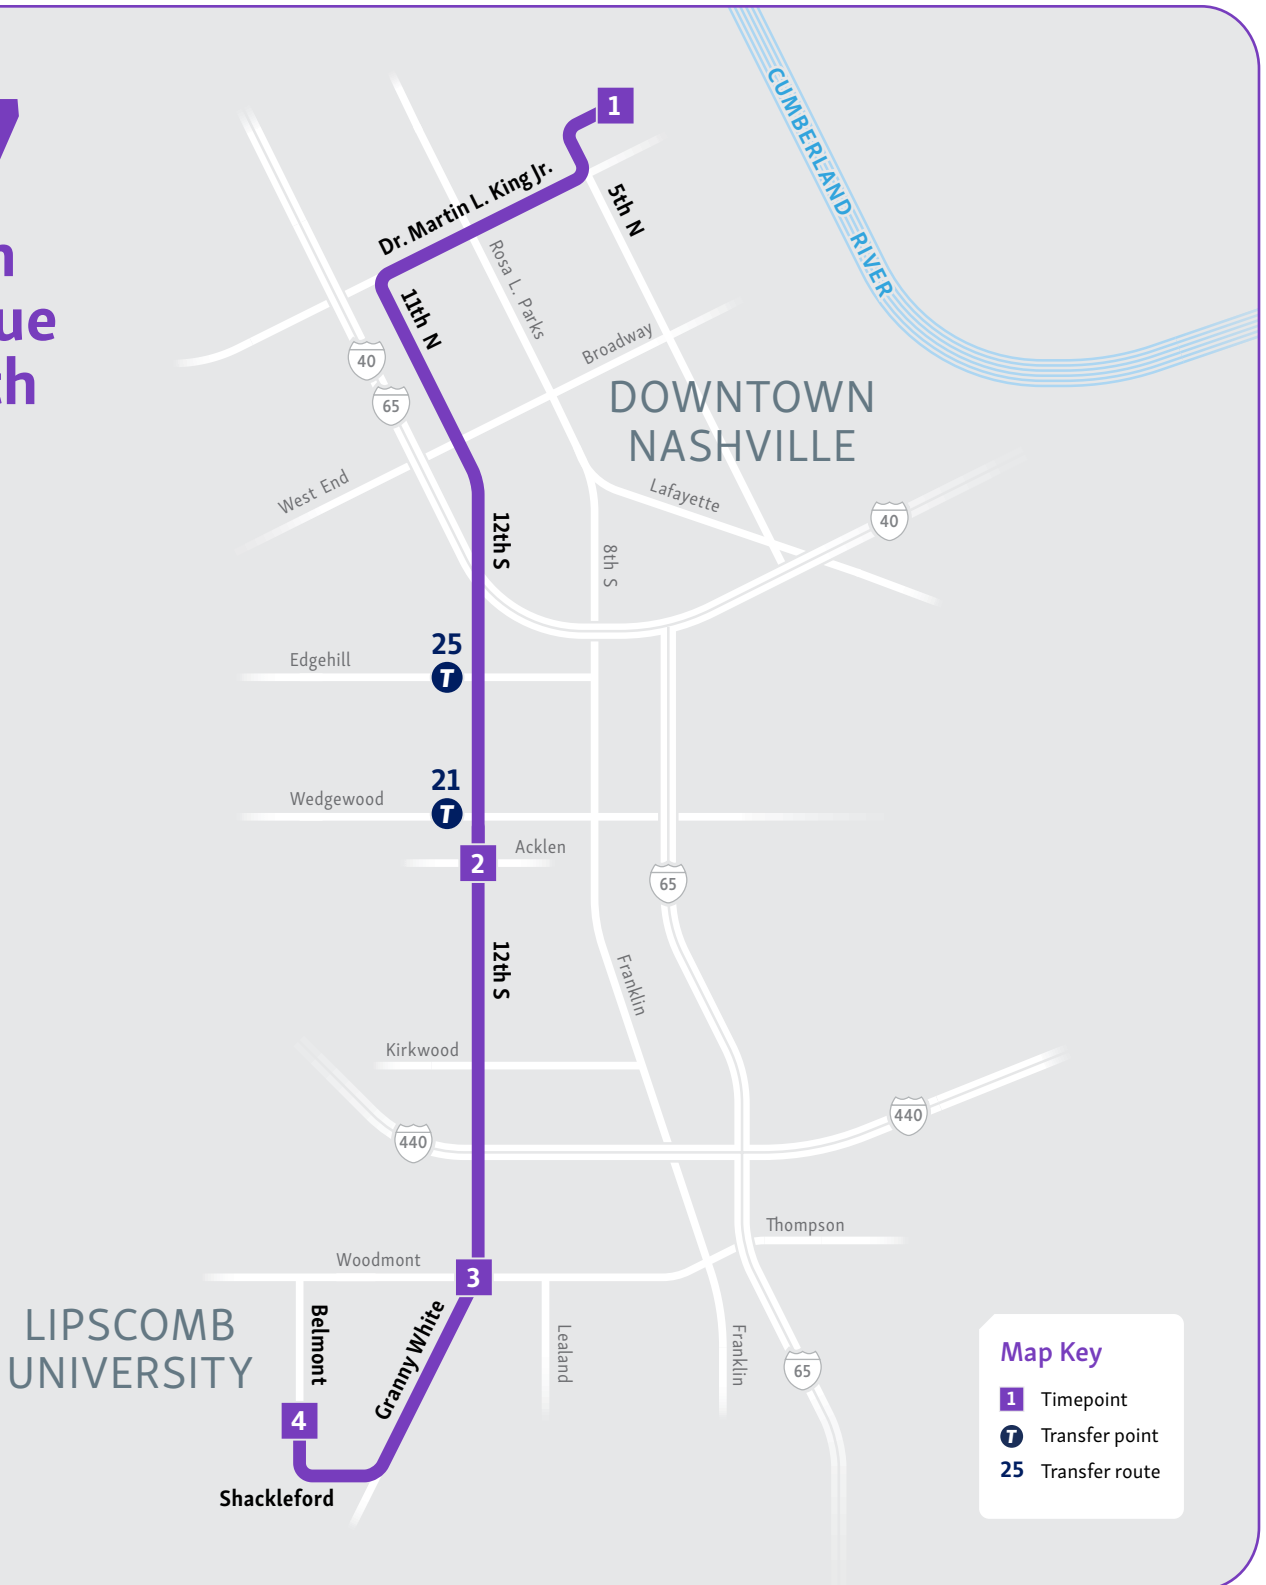 7
ue
1
CUMBERLAND RIVER
Dr. Martin L. King Jr.
5th N
Rosa L. Parks
11th N
Broadway
40
65
DOWNTOWN
NASHVILLE
West End
Lafayette
40
12th S
8th S
25
Edgehill
T
21
Wedgewood
T
2
Acklen
65
12th S
Franklin
Kirkwood
440
440
Thompson
Woodmont
3
LIPSCOMB
UNIVERSITY
Belmont
Granny White
Lealand
Franklin
65
4
Shackleford
Map Key
1 Timepoint
T Transfer point
25 Transfer route